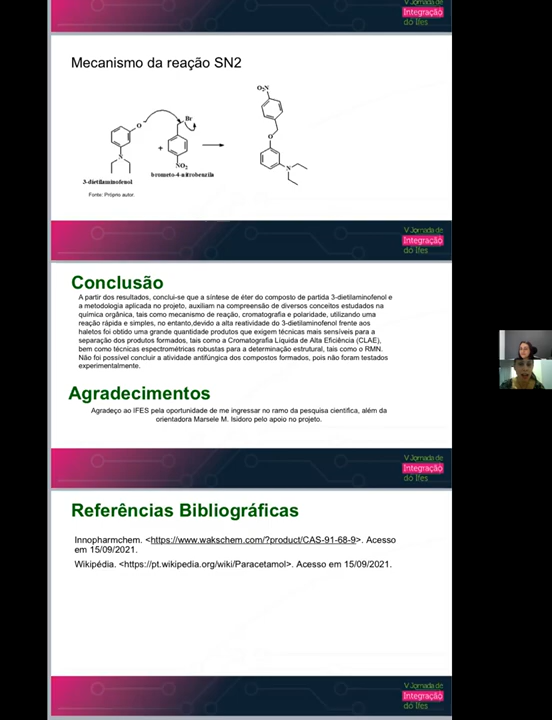 V Jornada de
Integração
do Ifes
Mecanismo da reação SN2
O₂N
O
Br
+
O
N
NO₂
N
3-dietilaminofenol
brometo-4-nitrobenzila
Fonte: Próprio autor.
V Jornada de
Integração
do Ifes
Conclusão
A partir dos resultados, conclui-se que a síntese de éter do composto de partida 3-dietilaminofenol e
a metodologia aplicada no projeto, auxiliam na compreensão de diversos conceitos estudados na
química orgânica, tais como mecanismo de reação, cromatografia e polaridade, utilizando uma
reação rápida e simples, no entanto,devido a alta reatividade do 3-dietilaminofenol frente aos
haletos foi obtido uma grande quantidade produtos que exigem técnicas mais sensíveis para a
separação dos produtos formados, tais como a Cromatografia Líquida de Alta Eficiência (CLAE),
bem como técnicas espectrométricas robustas para a determinação estrutural, tais como o RMN.
Não foi possível concluir a atividade antifúngica dos compostos formados, pois não foram testados
experimentalmente.
Agradecimentos
Agradeço ao IFES pela oportunidade de me ingressar no ramo da pesquisa cientifica, além da
orientadora Marsele M. Isidoro pelo apoio no projeto.
V Jornada de
Integração
do Ifes
Referências Bibliográficas
Innopharmchem. <https://www.wakschem.com/?product/CAS-91-68-9>. Acesso
em 15/09/2021.
Wikipédia. <https://pt.wikipedia.org/wiki/Paracetamol>. Acesso em 15/09/2021.
V Jornada de
Integração
do Ifes